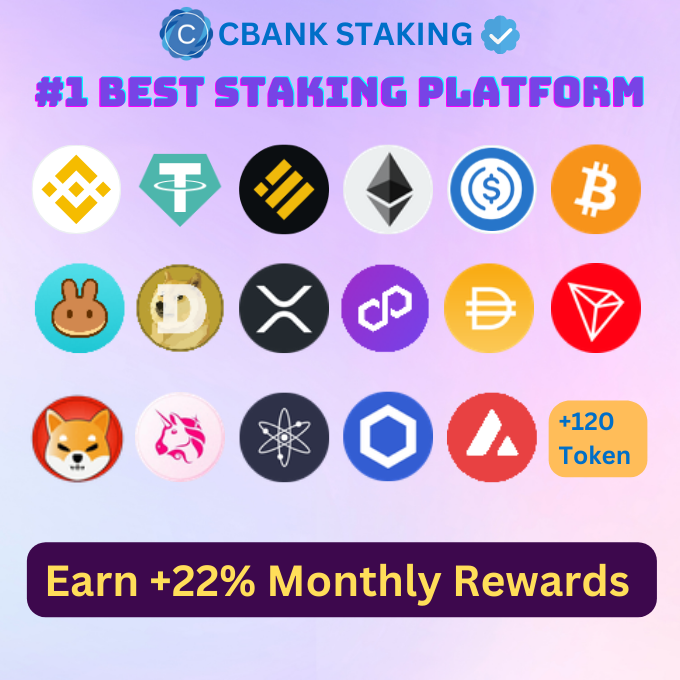 C CBANK STAKING
#1 BEST STAKING PLATFORM
+120
Token
Earn +22% Monthly Rewards